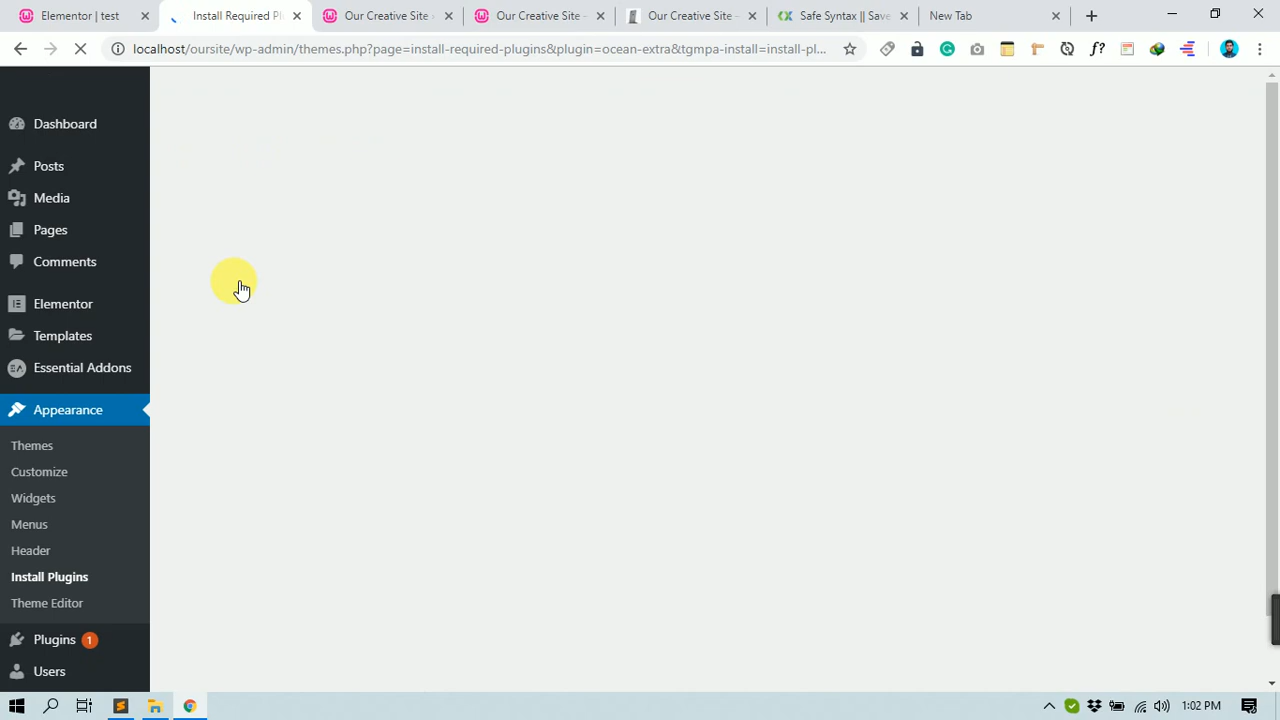 Elementor | test
Install Required Pl
Our Creative Site
Our Creative Site –
Our Creative Site –
Safe Syntax || Save
New Tab
localhost/oursite/wp-admin/themes.php?page=install-required-plugins&plugin=ocean-extra&tgmpa-install=install-pl...
f?
Dashboard
Posts
Media
Pages
Comments
Elementor
Templates
EA Essential Addons
Appearance
Themes
Customize
Widgets
Menus
Header
Install Plugins
Theme Editor
Plugins 1
Users
1:02 PM